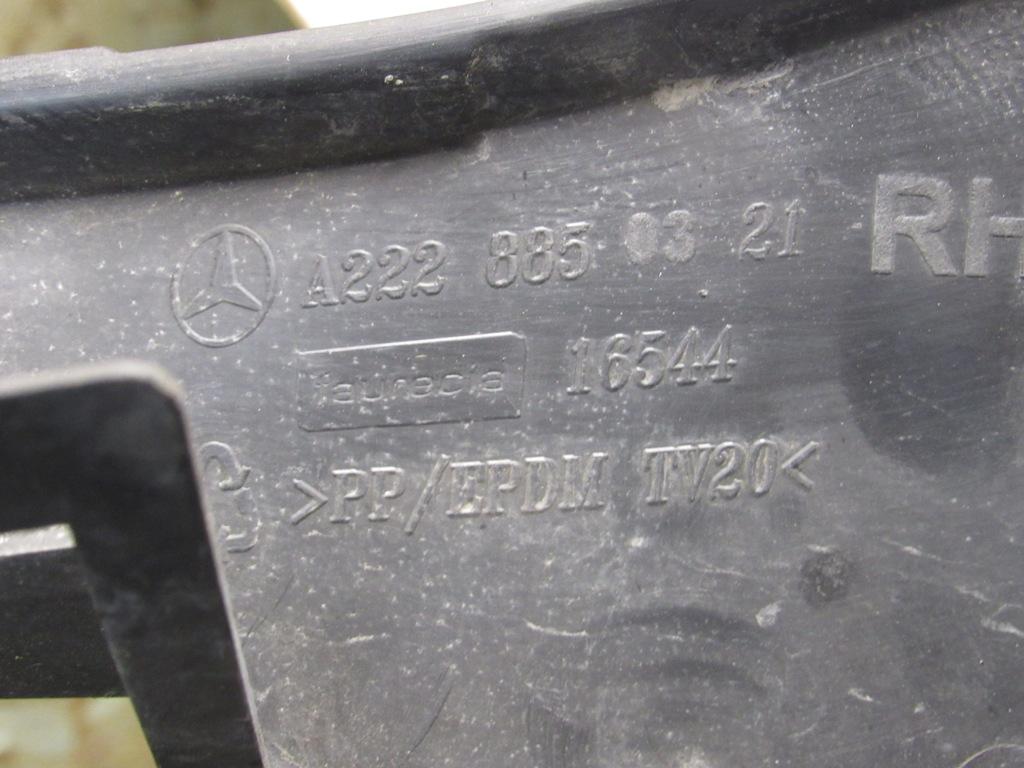 A222 885 03 21 RH
faurecia 16544
>PP/EPDM TV20<